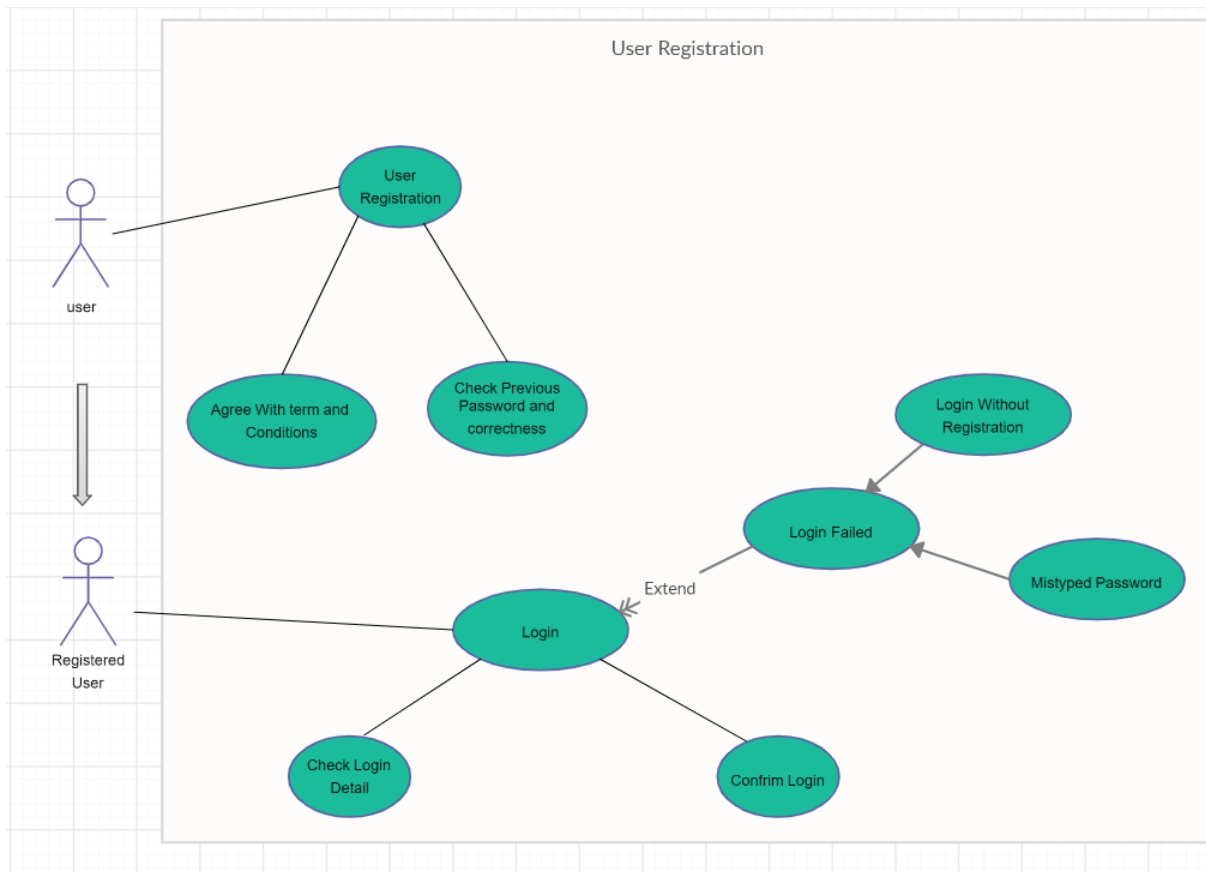 User Registration
User
Registration
user
Agree With term and
Conditions
Check Previous
Password and
correctness
Login Without
Registration
Login Failed
Mistyped Password
Extend
Login
Registered
User
Check Login
Detail
Confrim Login